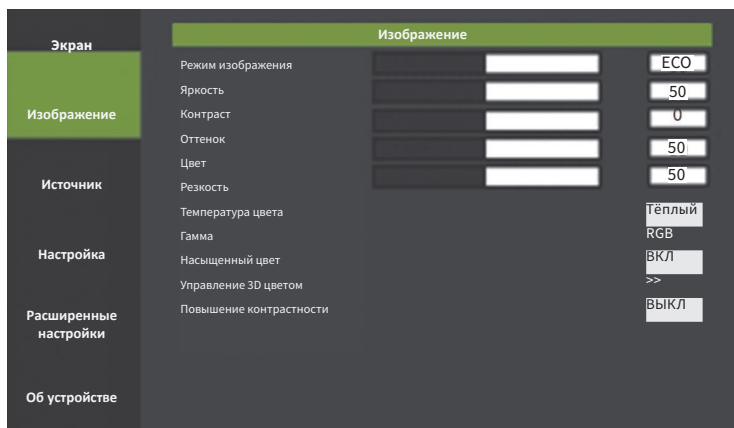 Изображение
Экран
Изображение
Источник
Настройка
Расширенные
настройки
Об устройстве
Режим изображения
ECO
Яркость
50
Контраст
0
Оттенок
50
Цвет
50
Резкость
Температура цвета
Тёплый
Гамма
RGB
Насыщенный цвет
ВКЛ
Управление 3D цветом
>>
Повышение контрастности
ВЫКЛ